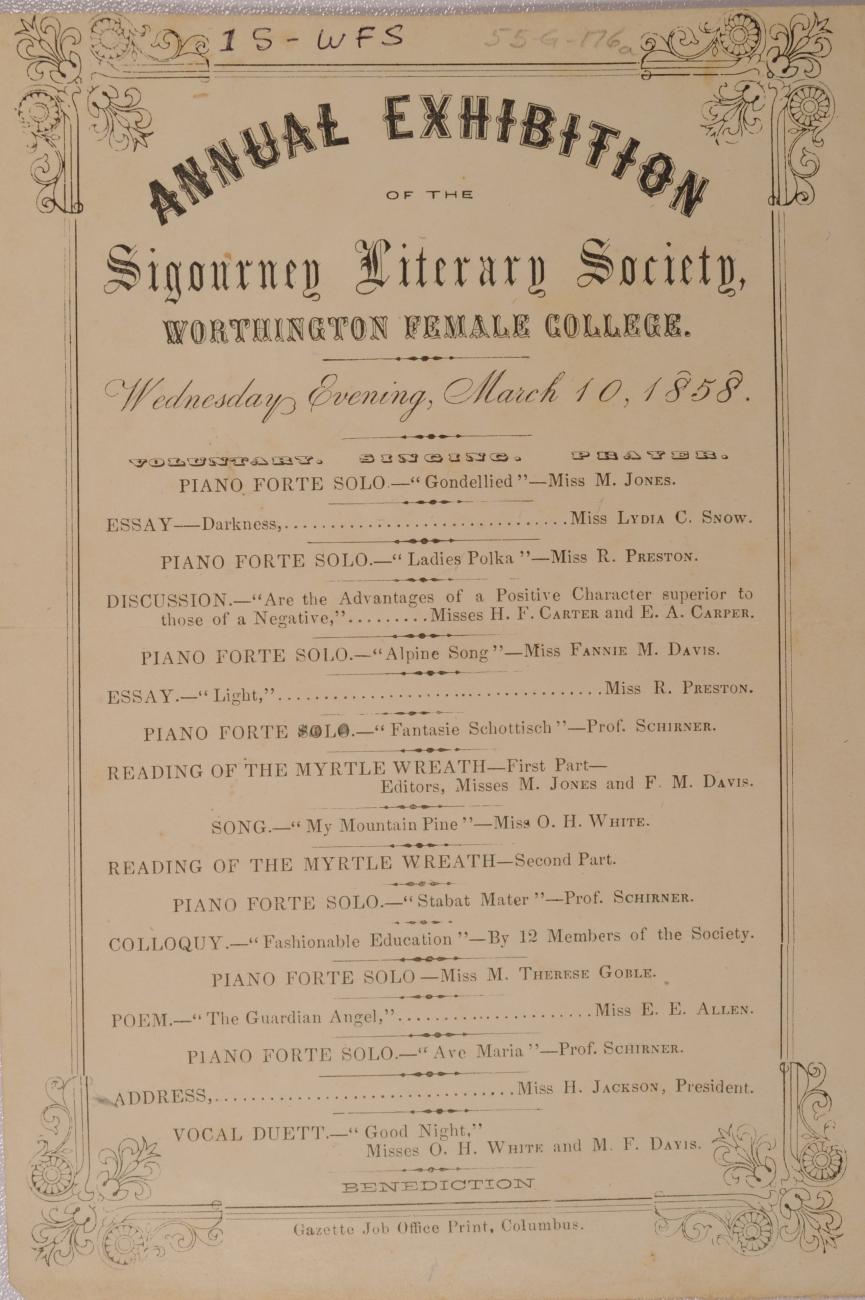 1S-WFS 55-G-176a
ANNUAL EXHIBITION
OF THE
Sigourney Literary Society,
WORTHINGTON FEMALE COLLEGE.
Wednesday Evening, March 10, 1858.
VOLUNTARY. SINGING. PRAYER.
PIANO FORTE SOLO.—“Gondellied”—Miss M. JONES.
ESSAY—Darkness,..............................Miss LYDIA C. SNOW.
PIANO FORTE SOLO.—“Ladies Polka”—Miss R. PRESTON.
DISCUSSION.—“Are the Advantages of a Positive Character superior to
those of a Negative,”.........Misses H. F. CARTER and E. A. CARPER.
PIANO FORTE SOLO.—“Alpine Song”—Miss FANNIE M. DAVIS.
ESSAY.—“Light,”...................................Miss R. PRESTON.
PIANO FORTE SOLO.—“Fantasie Schottisch”—Prof. SCHIRNER.
READING OF THE MYRTLE WREATH—First Part—
Editors, Misses M. JONES and F. M. DAVIS.
SONG.—“My Mountain Pine”—Miss O. H. WHITE.
READING OF THE MYRTLE WREATH—Second Part.
PIANO FORTE SOLO.—“Stabat Mater”—Prof. SCHIRNER.
COLLOQUY.—“Fashionable Education”—By 12 Members of the Society.
PIANO FORTE SOLO—Miss M. THERESE GOBLE.
POEM.—“The Guardian Angel,”.....................Miss E. E. ALLEN.
PIANO FORTE SOLO.—“Ave Maria”—Prof. SCHIRNER.
ADDRESS,................................Miss H. JACKSON, President.
VOCAL DUETT.—“Good Night,”
Misses O. H. WHITE and M. F. DAVIS.
BENEDICTION
Gazette Job Office Print, Columbus.